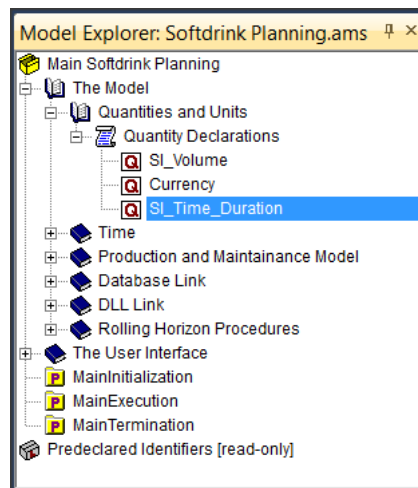 Model Explorer: Softdrink Planning.ams
Main Softdrink Planning
The Model
Quantities and Units
Quantity Declarations
Q SI_Volume
Q Currency
Q SI_Time_Duration
Time
Production and Maintainance Model
Database Link
DLL Link
Rolling Horizon Procedures
The User Interface
P MainInitialization
P MainExecution
P MainTermination
Predeclared Identifiers [read-only]